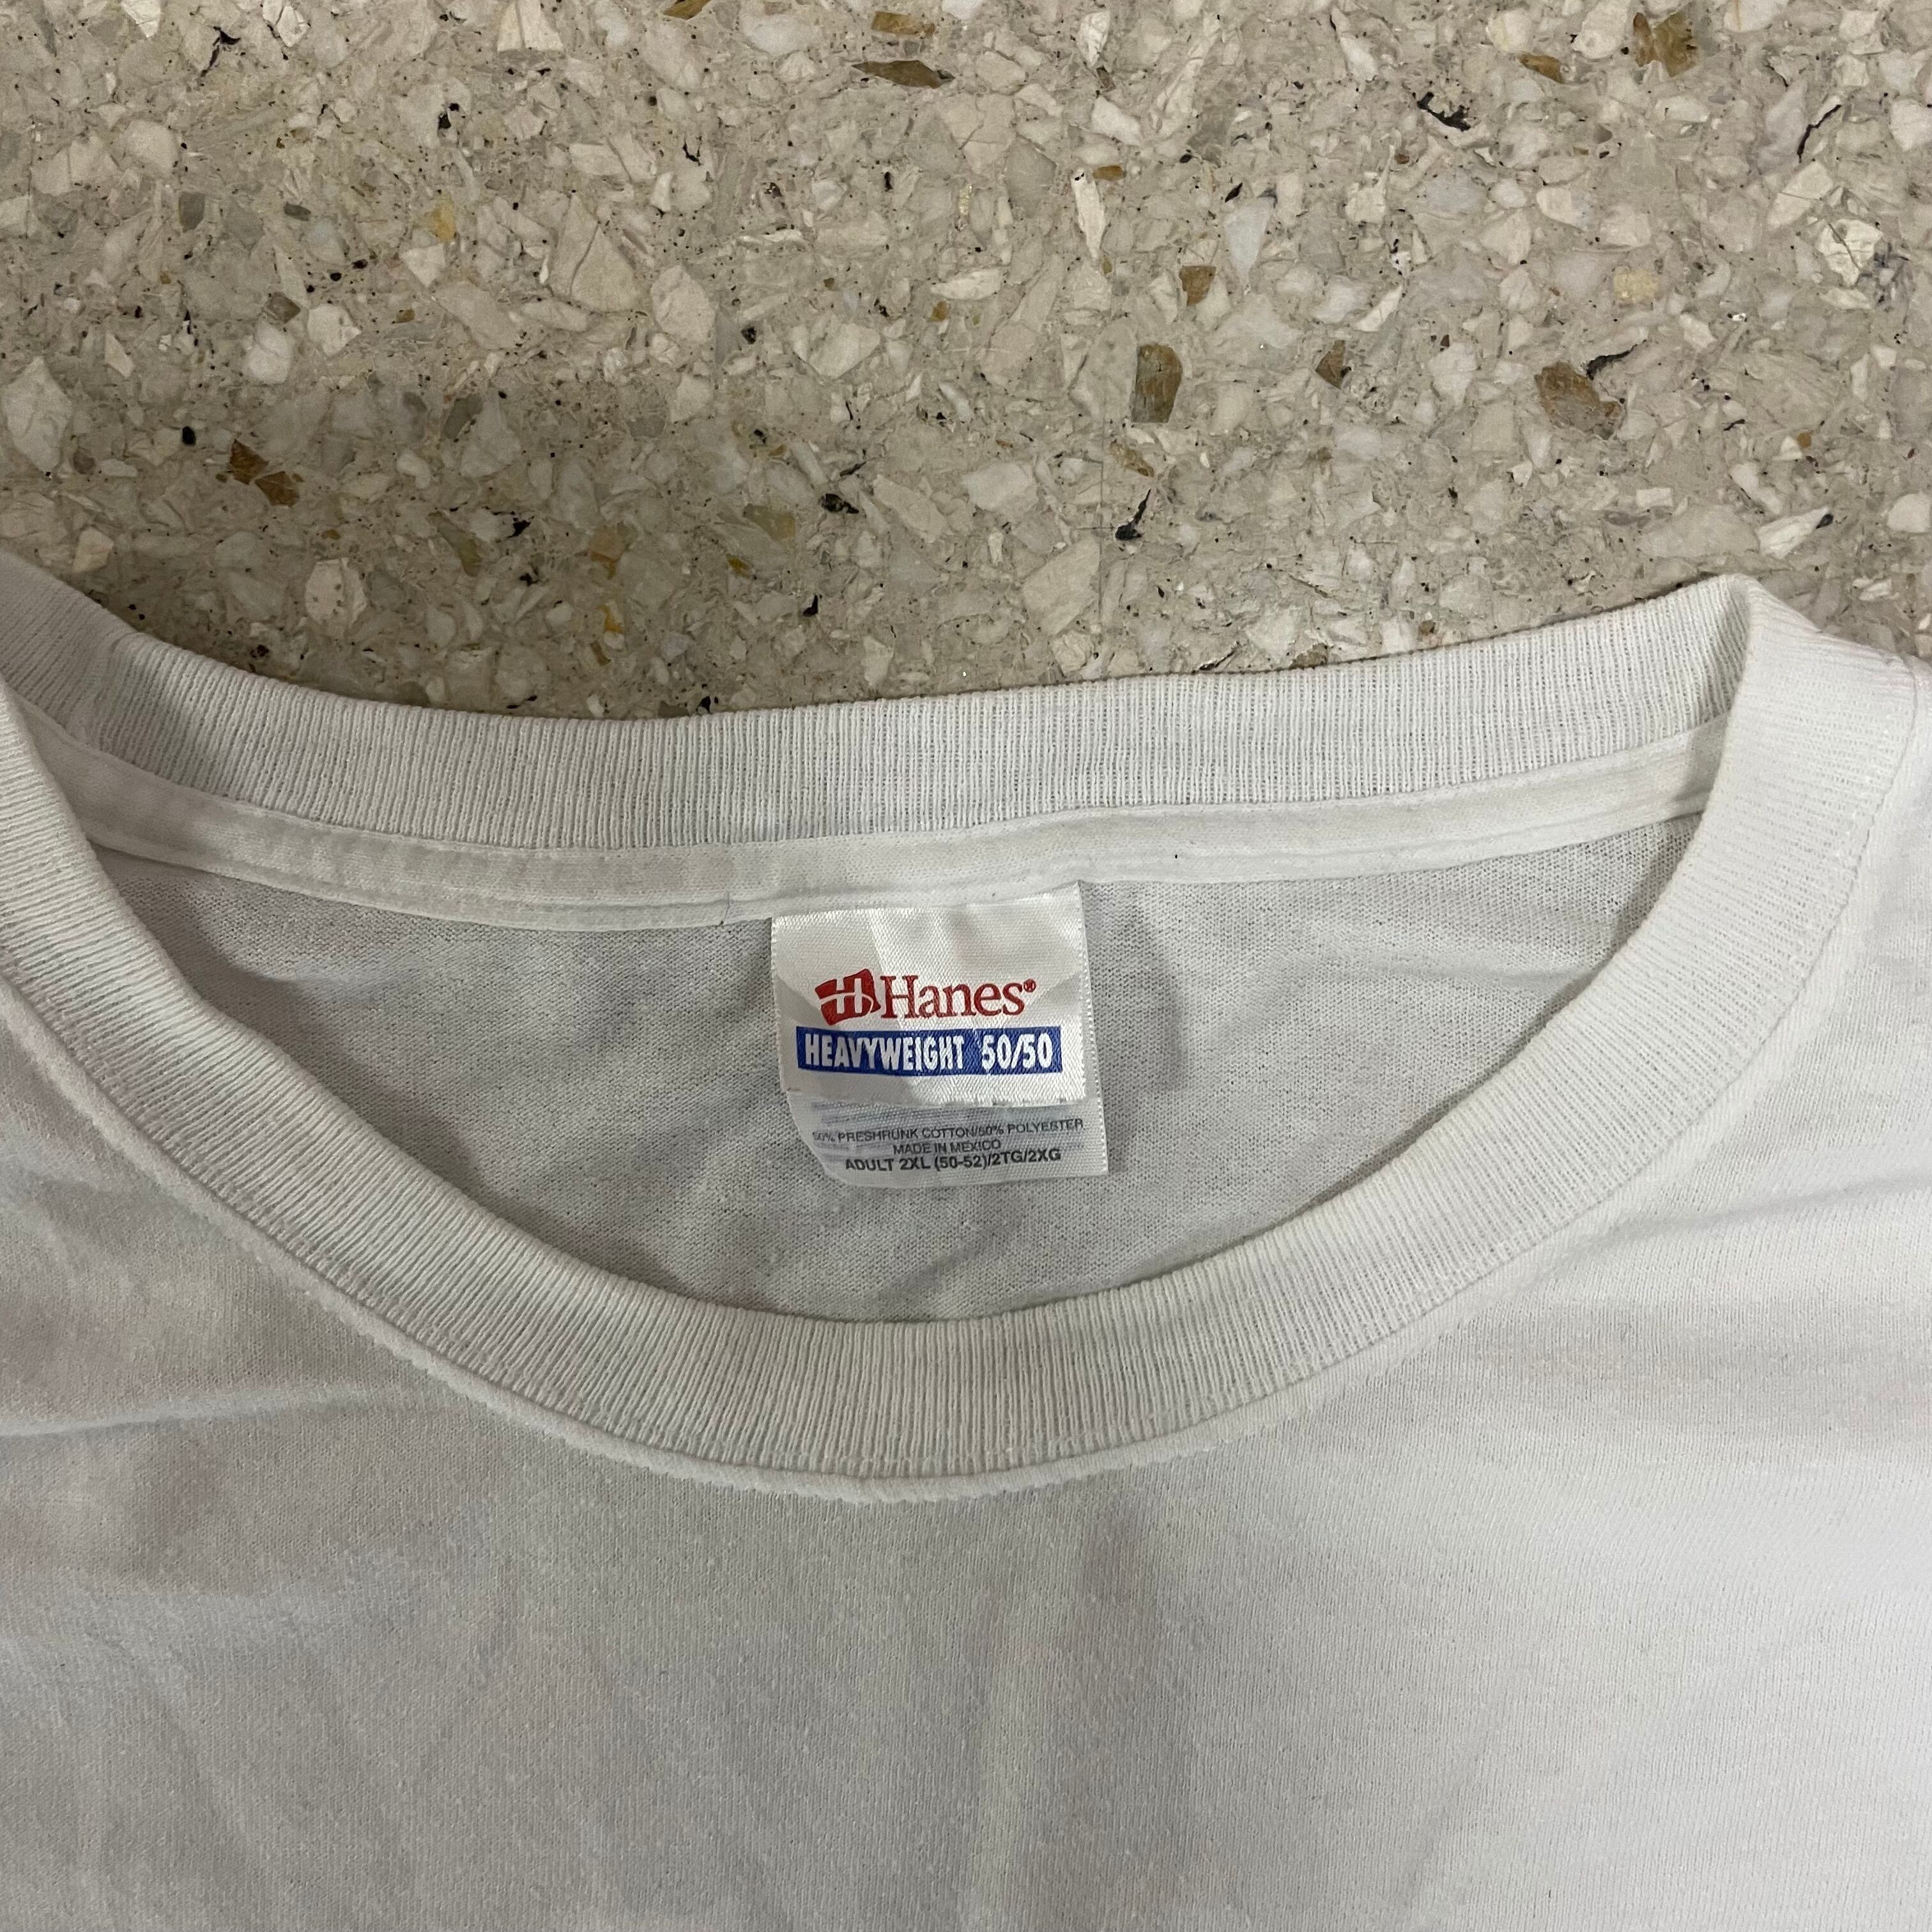 Hanes®
HEAVYWEIGHT 50/50
50% PRESHRUNK COTTON/50% POLYESTER
MADE IN MEXICO
ADULT 2XL (50-52)/2TG/2XG